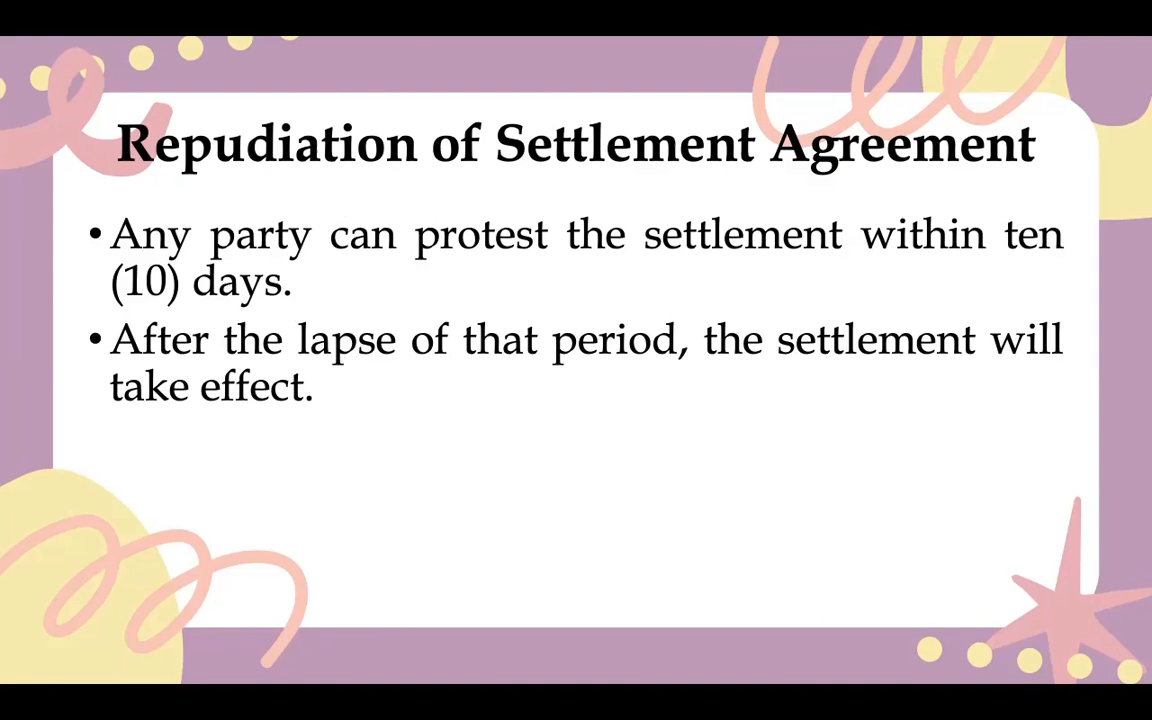 Repudiation of Settlement Agreement
•Any party can protest the settlement within ten
(10) days.
•After the lapse of that period, the settlement will
take effect.